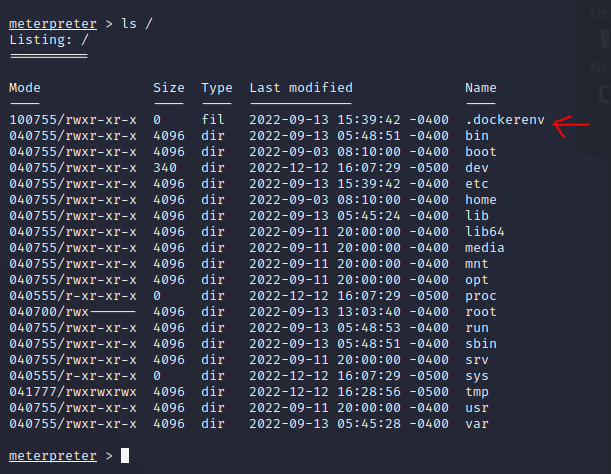 meterpreter > ls /
Listing: /
==========
Mode Size Type Last modified Name
---- ---- ---- ------------- ----
100755/rwxr-xr-x 0 fil 2022-09-13 15:39:42 -0400 .dockerenv
040755/rwxr-xr-x 4096 dir 2022-09-13 05:48:51 -0400 bin
040755/rwxr-xr-x 4096 dir 2022-09-03 08:10:00 -0400 boot
040755/rwxr-xr-x 340 dir 2022-12-12 16:07:29 -0500 dev
040755/rwxr-xr-x 4096 dir 2022-09-13 15:39:42 -0400 etc
040755/rwxr-xr-x 4096 dir 2022-09-03 08:10:00 -0400 home
040755/rwxr-xr-x 4096 dir 2022-09-13 05:45:24 -0400 lib
040755/rwxr-xr-x 4096 dir 2022-09-11 20:00:00 -0400 lib64
040755/rwxr-xr-x 4096 dir 2022-09-11 20:00:00 -0400 media
040755/rwxr-xr-x 4096 dir 2022-09-11 20:00:00 -0400 mnt
040755/rwxr-xr-x 4096 dir 2022-09-11 20:00:00 -0400 opt
040555/r-xr-xr-x 0 dir 2022-12-12 16:07:29 -0500 proc
040700/rwx------ 4096 dir 2022-09-13 13:03:40 -0400 root
040755/rwxr-xr-x 4096 dir 2022-09-13 05:48:53 -0400 run
040755/rwxr-xr-x 4096 dir 2022-09-13 05:48:51 -0400 sbin
040755/rwxr-xr-x 4096 dir 2022-09-11 20:00:00 -0400 srv
040555/r-xr-xr-x 0 dir 2022-12-12 16:07:29 -0500 sys
041777/rwxrwxrwx 4096 dir 2022-12-12 16:28:56 -0500 tmp
040755/rwxr-xr-x 4096 dir 2022-09-11 20:00:00 -0400 usr
040755/rwxr-xr-x 4096 dir 2022-09-13 05:45:28 -0400 var
meterpreter >